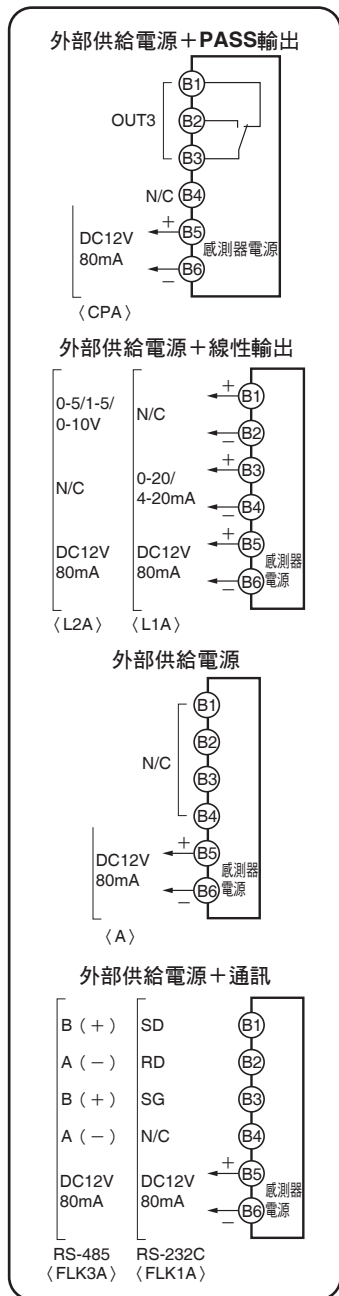 外部供給電源＋PASS輸出
B1
OUT3
B2
B3
N/C B4
＋ B5
DC12V
80mA
感測器電源
− B6
〈CPA〉
外部供給電源＋線性輸出
0-5/1-5/
0-10V
N/C
＋ B1
− B2
N/C
0-20/
4-20mA
＋ B3
− B4
DC12V
80mA
DC12V
80mA
＋ B5
− B6
感測器
電源
〈L2A〉 〈L1A〉
外部供給電源
B1
B2
N/C
B3
B4
DC12V
80mA
＋ B5
− B6
感測器
電源
〈A〉
外部供給電源＋通訊
B（＋） SD B1
A（−） RD B2
B（＋） SG B3
A（−） N/C B4
DC12V
80mA
DC12V
80mA
＋ B5
− B6
感測器
電源
RS-485 RS-232C
〈FLK3A〉 〈FLK1A〉